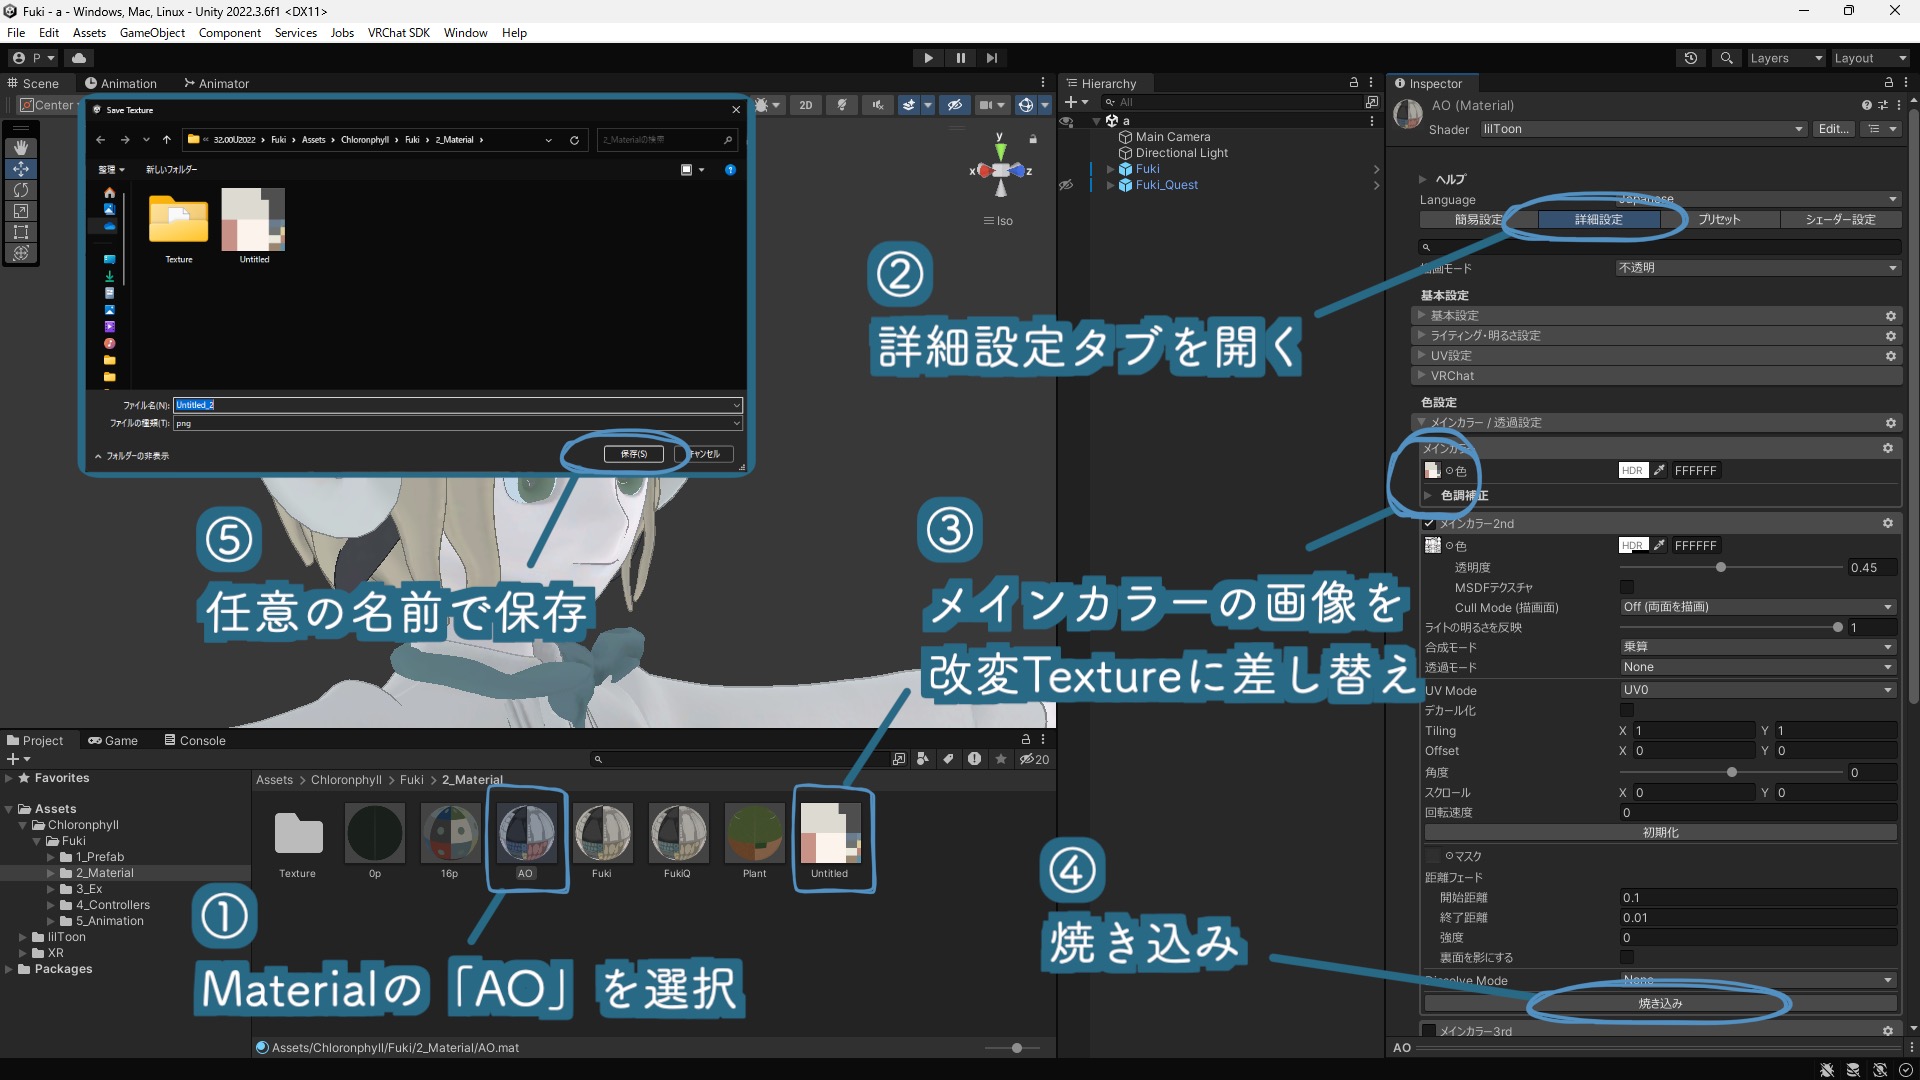 Fuki - a - Windows, Mac, Linux - Unity 2022.3.6f1 <DX11>
File Edit Assets GameObject Component Services Jobs VRChat SDK Window Help
P
Layers
Layout
Scene
Animation
Animator
Center
2D
Save Texture
32.00U2022 › Fuki › Assets › Chloronphyll › Fuki › 2_Material ›
2_Materialの検索
整理
新しいフォルダー
Texture
Untitled
ファイル名(N):
Untitled_2
ファイルの種類(T):
png
フォルダーの非表示
保存(S)
キャンセル
y
x
z
Iso
Hierarchy
All
a
Main Camera
Directional Light
Fuki
Fuki_Quest
②
詳細設定タブを開く
⑤
任意の名前で保存
③
メインカラーの画像を
改変Textureに差し替え
④
焼き込み
①
Materialの「AO」を選択
Project
Game
Console
20
Favorites
Assets
Chloronphyll
Fuki
1_Prefab
2_Material
3_Ex
4_Controllers
5_Animation
lilToon
XR
Packages
Assets > Chloronphyll > Fuki > 2_Material
Texture
0p
16p
AO
Fuki
FukiQ
Plant
Untitled
Assets/Chloronphyll/Fuki/2_Material/AO.mat
Inspector
AO (Material)
Shader
lilToon
Edit...
ヘルプ
Language
Japanese
簡易設定
詳細設定
プリセット
シェーダー設定
描画モード
不透明
基本設定
基本設定
ライティング・明るさ設定
UV設定
VRChat
色設定
メインカラー / 透過設定
メインカラー
色
HDR
FFFFFF
色調補正
メインカラー2nd
色
HDR
FFFFFF
透明度
0.45
MSDFテクスチャ
Cull Mode (描画面)
Off (両面を描画)
ライトの明るさを反映
1
合成モード
乗算
透過モード
None
UV Mode
UV0
デカール化
Tiling
X 1
Y 1
Offset
X 0
Y 0
角度
0
スクロール
X 0
Y 0
回転速度
0
初期化
マスク
距離フェード
開始距離
0.1
終了距離
0.01
強度
0
裏面を影にする
Dissolve Mode
None
焼き込み
メインカラー3rd
AO